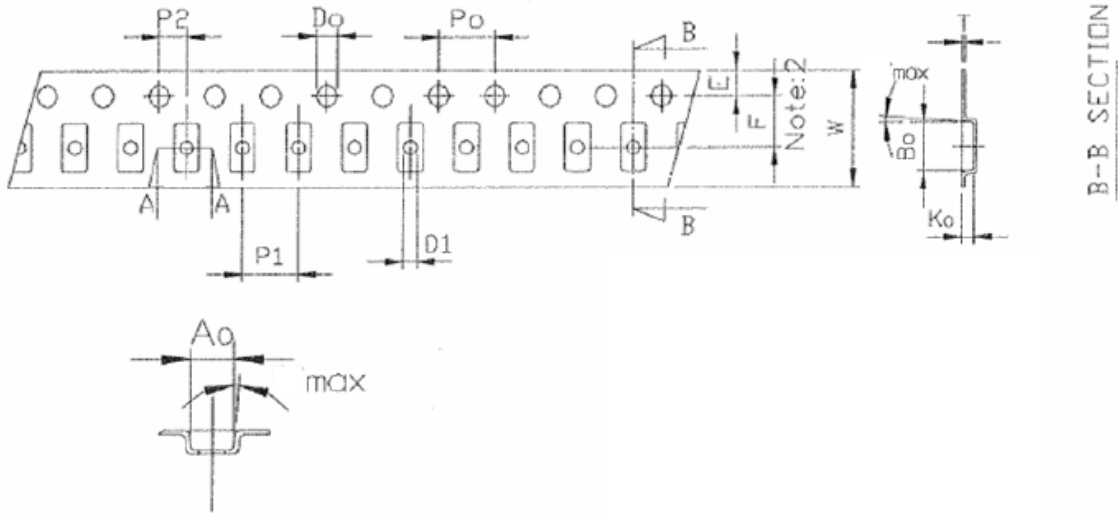 P2
Do
Po
B
E
F
Note:2
W
T
max
Bo
Ko
B-B SECTION
A
A
B
P1
D1
Ao
max